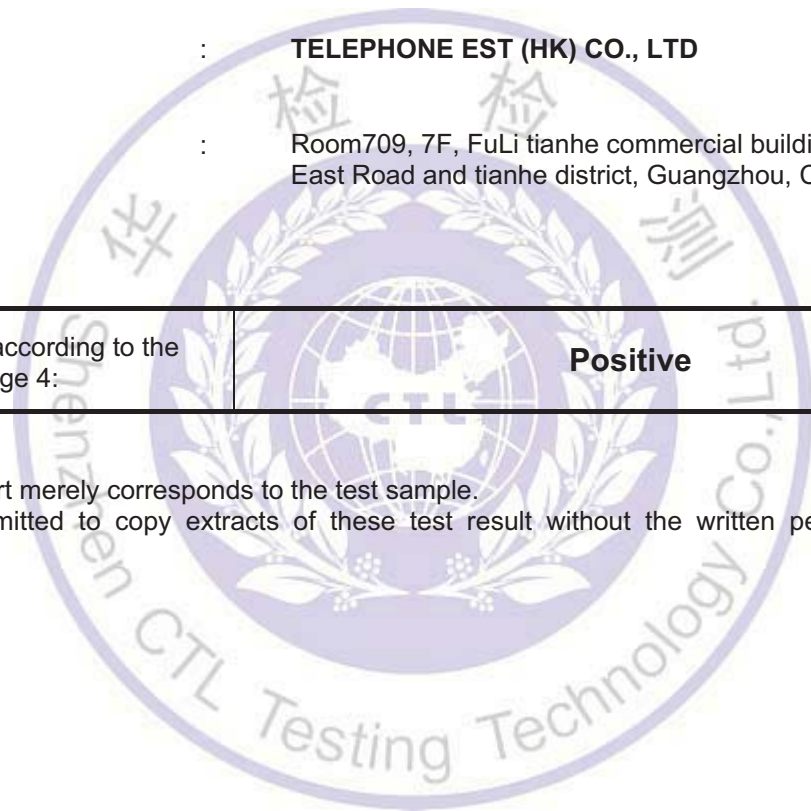 : TELEPHONE EST (HK) CO., LTD
: Room709, 7F, FuLi tianhe commercial buildi
East Road and tianhe district, Guangzhou, C
according to the
ge 4:
Positive
rt merely corresponds to the test sample.
mitted to copy extracts of these test result without the written pe
华 检 检 测
Shenzhen CTL Testing Technology Co., Ltd.
CTL